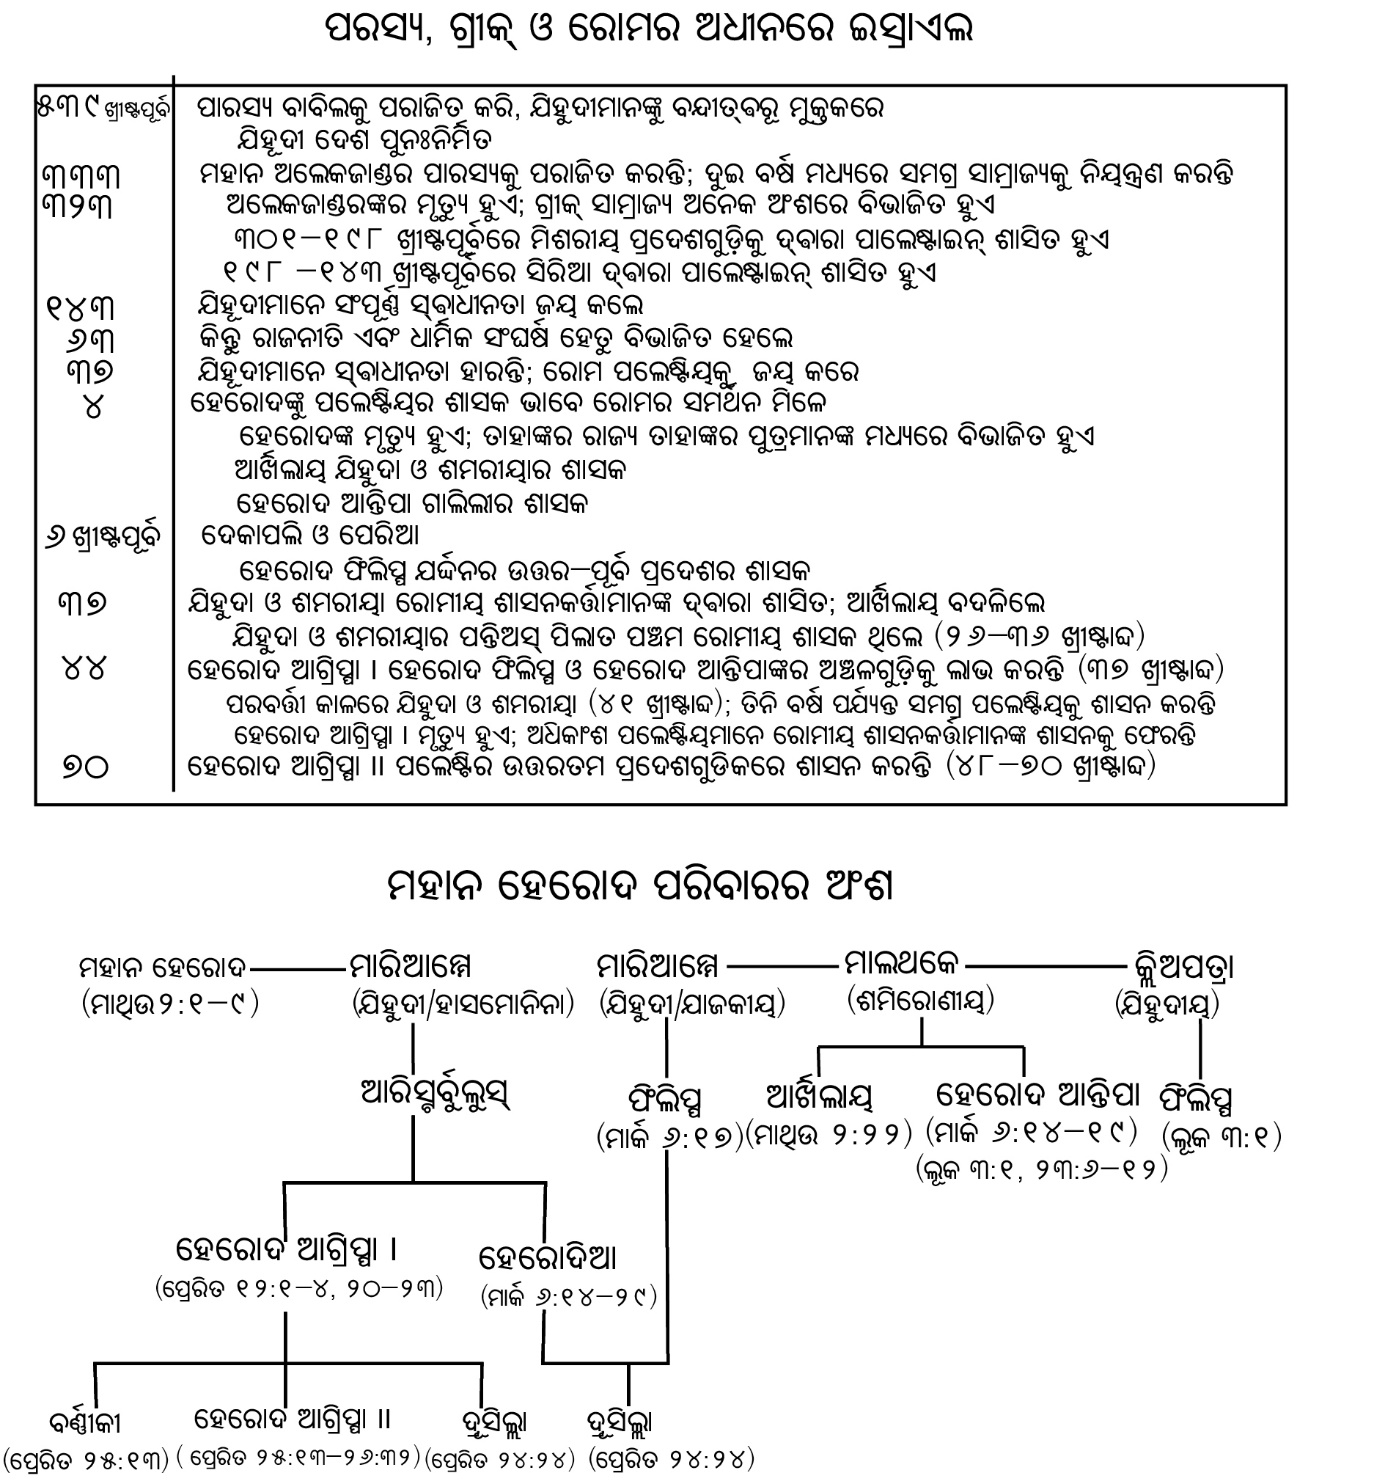 ପରସ୍ୟ, ଗ୍ରୀକ୍ ଓ ରୋମର ଅଧୀନରେ ଇସ୍ରାଏଲ
୫୩୯ ଖ୍ରୀଷ୍ଟପୂର୍ବ ପାରସ୍ୟ ବାବିଲକୁ ପରାଜିତ କରି, ଯିହୁଦୀମାନଙ୍କୁ ବନ୍ଦୀତ୍ୱରୂ ମୁକ୍ତକରେ
ଯିହୂଦୀ ଦେଶ ପୁନଃନିର୍ମିତ
୩୩୩ ମହାନ ଅଲେକଜାଣ୍ଡର ପାରସ୍ୟକୁ ପରାଜିତ କରନ୍ତି; ଦୁଇ ବର୍ଷ ମଧ୍ୟରେ ସମଗ୍ର ସାମ୍ରାଜ୍ୟକୁ ନିୟନ୍ତ୍ରଣ କରନ୍ତି
୩୨୩ ଅଲେକଜାଣ୍ଡରଙ୍କର ମୃତ୍ୟୁ ହୁଏ; ଗ୍ରୀକ୍ ସାମ୍ରାଜ୍ୟ ଅନେକ ଅଂଶରେ ବିଭାଜିତ ହୁଏ
୩୦୧–୧୯୮ ଖ୍ରୀଷ୍ଟପୂର୍ବରେ ମିଶରୀୟ ପ୍ରଦେଶଗୁଡ଼ିକୁ ଦ୍ୱାରା ପାଲେଷ୍ଟାଇନ୍ ଶାସିତ ହୁଏ
୧୯୮ –୧୪୩ ଖ୍ରୀଷ୍ଟପୂର୍ବରେ ସିରିଆ ଦ୍ୱାରା ପାଲେଷ୍ଟାଇନ୍ ଶାସିତ ହୁଏ
୧୪୩ ଯିହୂଦୀମାନେ ସଂପୂର୍ଣ୍ଣ ସ୍ୱାଧୀନତା ଜୟ କଲେ
୬୩ କିନ୍ତୁ ରାଜନୀତି ଏବଂ ଧାର୍ମିକ ସଂଘର୍ଷ ହେତୁ ବିଭାଜିତ ହେଲେ
୩୭ ଯିହୂଦୀମାନେ ସ୍ୱାଧୀନତା ହାରନ୍ତି; ରୋମ ପଲେଷ୍ଟିୟକୁ ଜୟ କରେ
୪ ହେରୋଦଙ୍କୁ ପଲେଷ୍ଟିୟର ଶାସକ ଭାବେ ରୋମର ସମର୍ଥନ ମିଳେ
ହେରୋଦଙ୍କ ମୃତ୍ୟୁ ହୁଏ; ତାହାଙ୍କର ରାଜ୍ୟ ତାହାଙ୍କର ପୁତ୍ରମାନଙ୍କ ମଧ୍ୟରେ ବିଭାଜିତ ହୁଏ
ଆର୍ଖିଲାୟ ଯିହୁଦା ଓ ଶମରୀୟାର ଶାସକ
ହେରୋଦ ଆନ୍ତିପା ଗାଲିଲୀର ଶାସକ
୬ ଖ୍ରୀଷ୍ଟପୂର୍ବ ଦେକାପଲି ଓ ପେରିଆ
ହେରୋଦ ଫିଲିପ୍ପ ଯର୍ଦ୍ଦନର ଉତ୍ତର–ପୂର୍ବ ପ୍ରଦେଶର ଶାସକ
୩୭ ଯିହୁଦା ଓ ଶମରୀୟା ରୋମୀୟ ଶାସନକର୍ତ୍ତାମାନଙ୍କ ଦ୍ୱାରା ଶାସିତ; ଆର୍ଖିଲାୟ ବଦଳିଲେ
ଯିହୁଦା ଓ ଶମରୀୟାର ପନ୍ତିଅସ୍ ପିଲାତ ପଞ୍ଚମ ରୋମୀୟ ଶାସକ ଥିଲେ (୨୬–୩୬ ଖ୍ରୀଷ୍ଟାବ୍ଦ)
୪୪ ହେରୋଦ ଆଗ୍ରିପ୍ପା I ହେରୋଦ ଫିଲିପ୍ପ ଓ ହେରୋଦ ଆନ୍ତିପାଙ୍କର ଅଞ୍ଚଳଗୁଡ଼ିକୁ ଲାଭ କରନ୍ତି (୩୭ ଖ୍ରୀଷ୍ଟାବ୍ଦ)
ପରବର୍ତ୍ତୀ କାଳରେ ଯିହୁଦା ଓ ଶମରୀୟା (୪୧ ଖ୍ରୀଷ୍ଟାବ୍ଦ); ତିନି ବର୍ଷ ପର୍ଯ୍ୟନ୍ତ ସମଗ୍ର ପଲେଷ୍ଟିୟକୁ ଶାସନ କରନ୍ତି
ହେରୋଦ ଆଗ୍ରିପ୍ପା I ମୃତ୍ୟୁ ହୁଏ; ଅଧିକାଂଶ ପଲେଷ୍ଟିୟମାନେ ରୋମୀୟ ଶାସନକର୍ତ୍ତାମାନଙ୍କ ଶାସନକୁ ଫେରନ୍ତି
୭୦ ହେରୋଦ ଆଗ୍ରିପ୍ପା II ପଲେଷ୍ଟିର ଉତ୍ତରତମ ପ୍ରଦେଶଗୁଡିକରେ ଶାସନ କରନ୍ତି (୪୮–୭୦ ଖ୍ରୀଷ୍ଟାବ୍ଦ)
ମହାନ ହେରୋଦ ପରିବାରର ଅଂଶ
ମହାନ ହେରୋଦ ମାରିଆମ୍ମେ ମାରିଆମ୍ମେ ମାଲଥକେ କ୍ଲିଅପତ୍ରା
(ମାଥିଉ ୨:୧–୯) (ଯିହୁଦୀ/ହାସମୋନିନା) (ଯିହୁଦୀ/ଯାଜକୀୟ) (ଶମିରୋଣୀୟ) (ଯିହୁଦୀୟ)
ଆରିସ୍ଟର୍ବୁଲୁସ୍ ଫିଲିପ୍ପ ଆର୍ଖିଲାୟ ହେରୋଦ ଆନ୍ତିପା ଫିଲିପ୍ପ
(ମାର୍କ ୬:୧୭) (ମାଥିଉ ୨:୨୨) (ମାର୍କ ୬:୧୪–୧୯) (ଲୂକ ୩:୧)
(ଲୂକ ୩:୧, ୨୩:୬–୧୨)
ହେରୋଦ ଆଗ୍ରିପ୍ପା I ହେରୋଦିଆ
(ପ୍ରେରିତ ୧୨:୧–୪, ୨୦–୨୩) (ମାର୍କ ୬:୧୪–୨୯)
ବର୍ଣ୍ଣୀକୀ ହେରୋଦ ଆଗ୍ରିପ୍ପା II ଦ୍ରୂସିଲ୍ଲା ଦ୍ରୂସିଲ୍ଲା
(ପ୍ରେରିତ ୨୫:୧୩) (ପ୍ରେରିତ ୨୫:୧୩–୨୬:୩୨) (ପ୍ରେରିତ ୨୪:୨୪) (ପ୍ରେରିତ ୨୪:୨୪)